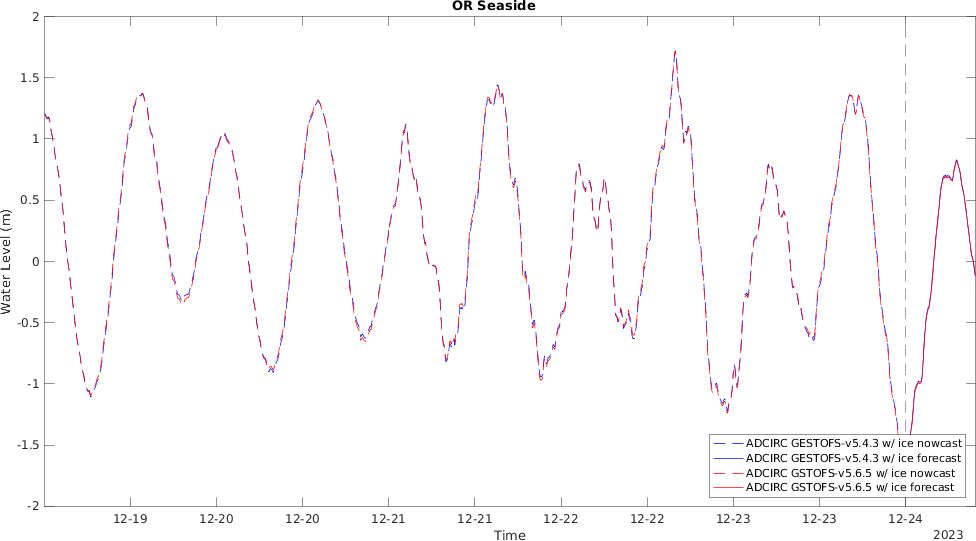 OR Seaside
2
1.5
1
0.5
0
-0.5
-1
-1.5
-2
Water Level (m)
12-19
12-20
12-20
12-21
12-21
12-22
12-22
12-23
12-23
12-24
Time
2023
ADCIRC GESTOFS-v5.4.3 w/ ice nowcast
ADCIRC GESTOFS-v5.4.3 w/ ice forecast
ADCIRC GSTOFS-v5.6.5 w/ ice nowcast
ADCIRC GSTOFS-v5.6.5 w/ ice forecast